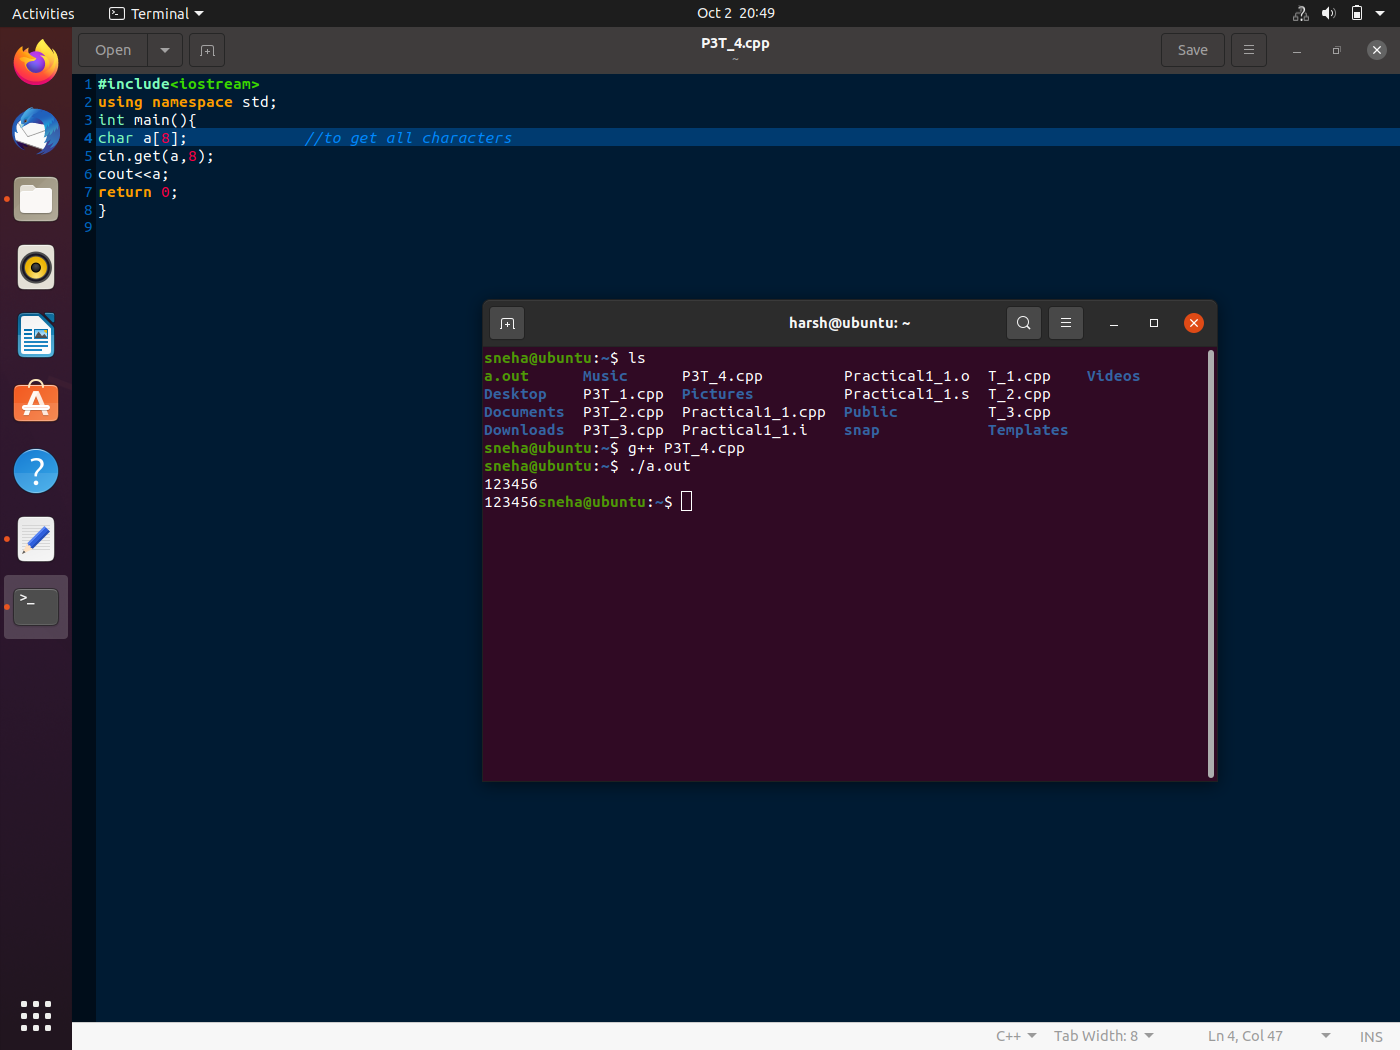 Activities Terminal Oct 2 20:49
Open P3T_4.cpp Save
~
1 #include<iostream>
2 using namespace std;
3 int main(){
4 char a[8]; //to get all characters
5 cin.get(a,8);
6 cout<<a;
7 return 0;
8 }
9
harsh@ubuntu: ~
sneha@ubuntu:~$ ls
a.out Music P3T_4.cpp Practical1_1.o T_1.cpp Videos
Desktop P3T_1.cpp Pictures Practical1_1.s T_2.cpp
Documents P3T_2.cpp Practical1_1.cpp Public T_3.cpp
Downloads P3T_3.cpp Practical1_1.i snap Templates
sneha@ubuntu:~$ g++ P3T_4.cpp
sneha@ubuntu:~$ ./a.out
123456
123456sneha@ubuntu:~$
C++ Tab Width: 8 Ln 4, Col 47 INS